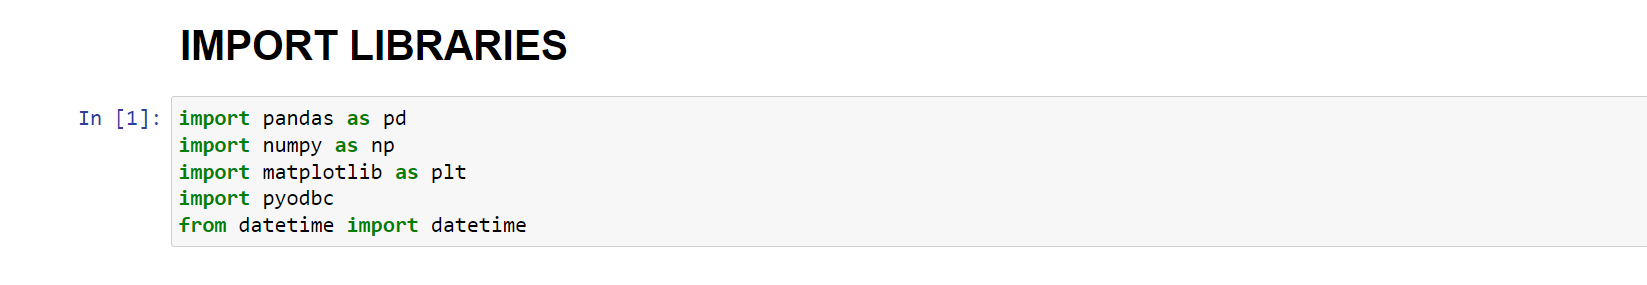 IMPORT LIBRARIES
In [1]: import pandas as pd
import numpy as np
import matplotlib as plt
import pyodbc
from datetime import datetime